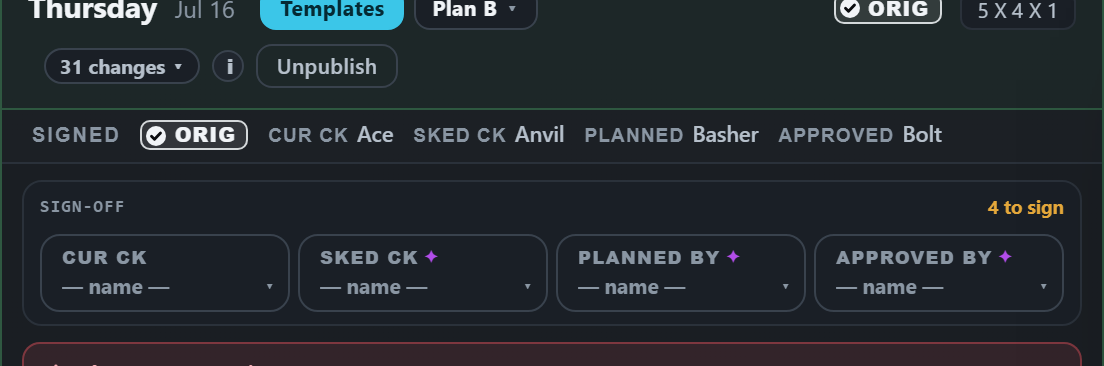 Thursday Jul 16 Templates Plan B ORIG 5 X 4 X 1
31 changes i Unpublish
SIGNED ORIG CUR CK Ace SKED CK Anvil PLANNED Basher APPROVED Bolt
SIGN-OFF 4 to sign
CUR CK SKED CK PLANNED BY APPROVED BY
— name — — name — — name — — name —